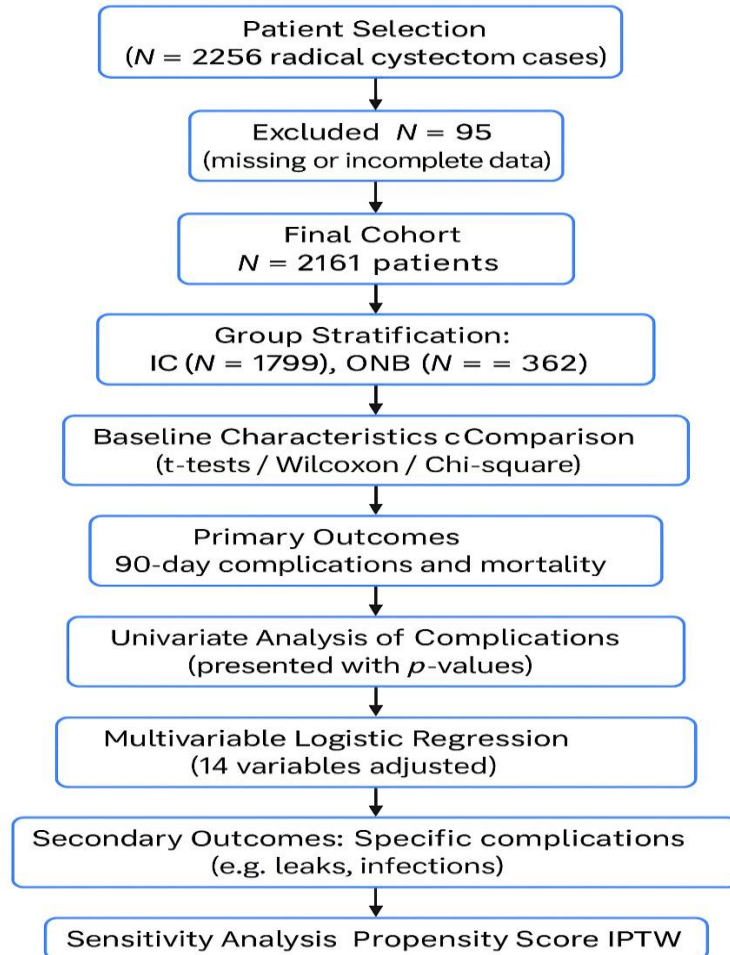 Patient Selection
(N = 2256 radical cystectom cases)
Excluded N = 95
(missing or incomplete data)
Final Cohort
N = 2161 patients
Group Stratification:
IC (N = 1799), ONB (N = = 362)
Baseline Characteristics cComparison
(t-tests / Wilcoxon / Chi-square)
Primary Outcomes
90-day complications and mortality
Univariate Analysis of Complications
(presented with p-values)
Multivariable Logistic Regression
(14 variables adjusted)
Secondary Outcomes: Specific complications
(e.g. leaks, infections)
Sensitivity Analysis Propensity Score IPTW